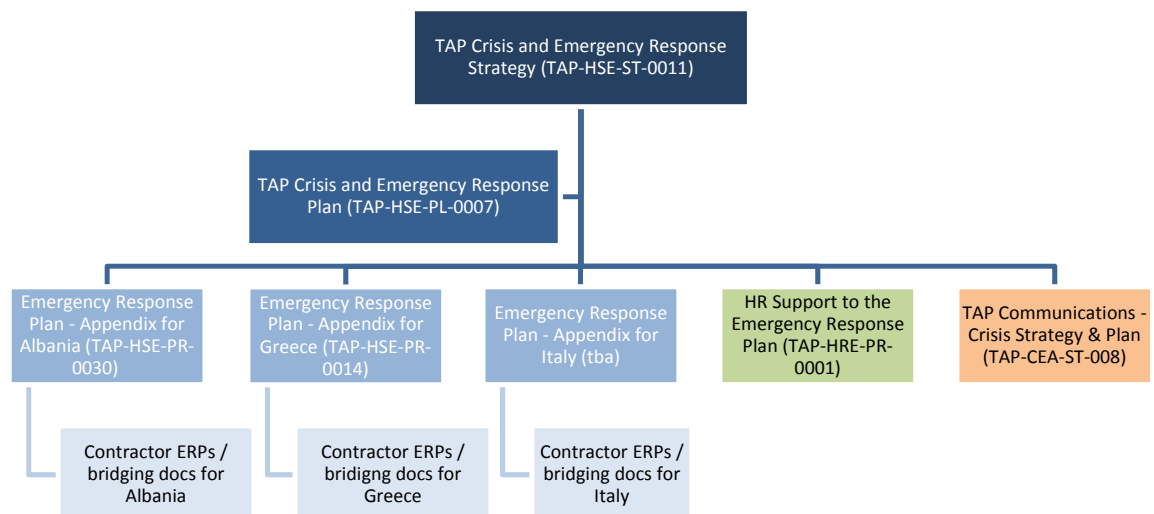 TAP Crisis and Emergency Response
Strategy (TAP-HSE-ST-0011)
TAP Crisis and Emergency Response
Plan (TAP-HSE-PL-0007)
Emergency Response
Plan - Appendix for
Albania (TAP-HSE-PR-
0030)
Emergency Response
Plan - Appendix for
Greece (TAP-HSE-PR-
0014)
Emergency Response
Plan - Appendix for
Italy (tba)
HR Support to the
Emergency Response
Plan (TAP-HRE-PR-
0001)
TAP Communications -
Crisis Strategy & Plan
(TAP-CEA-ST-008)
Contractor ERPs /
bridging docs for
Albania
Contractor ERPs /
bridigng docs for
Greece
Contractor ERPs /
bridging docs for
Italy